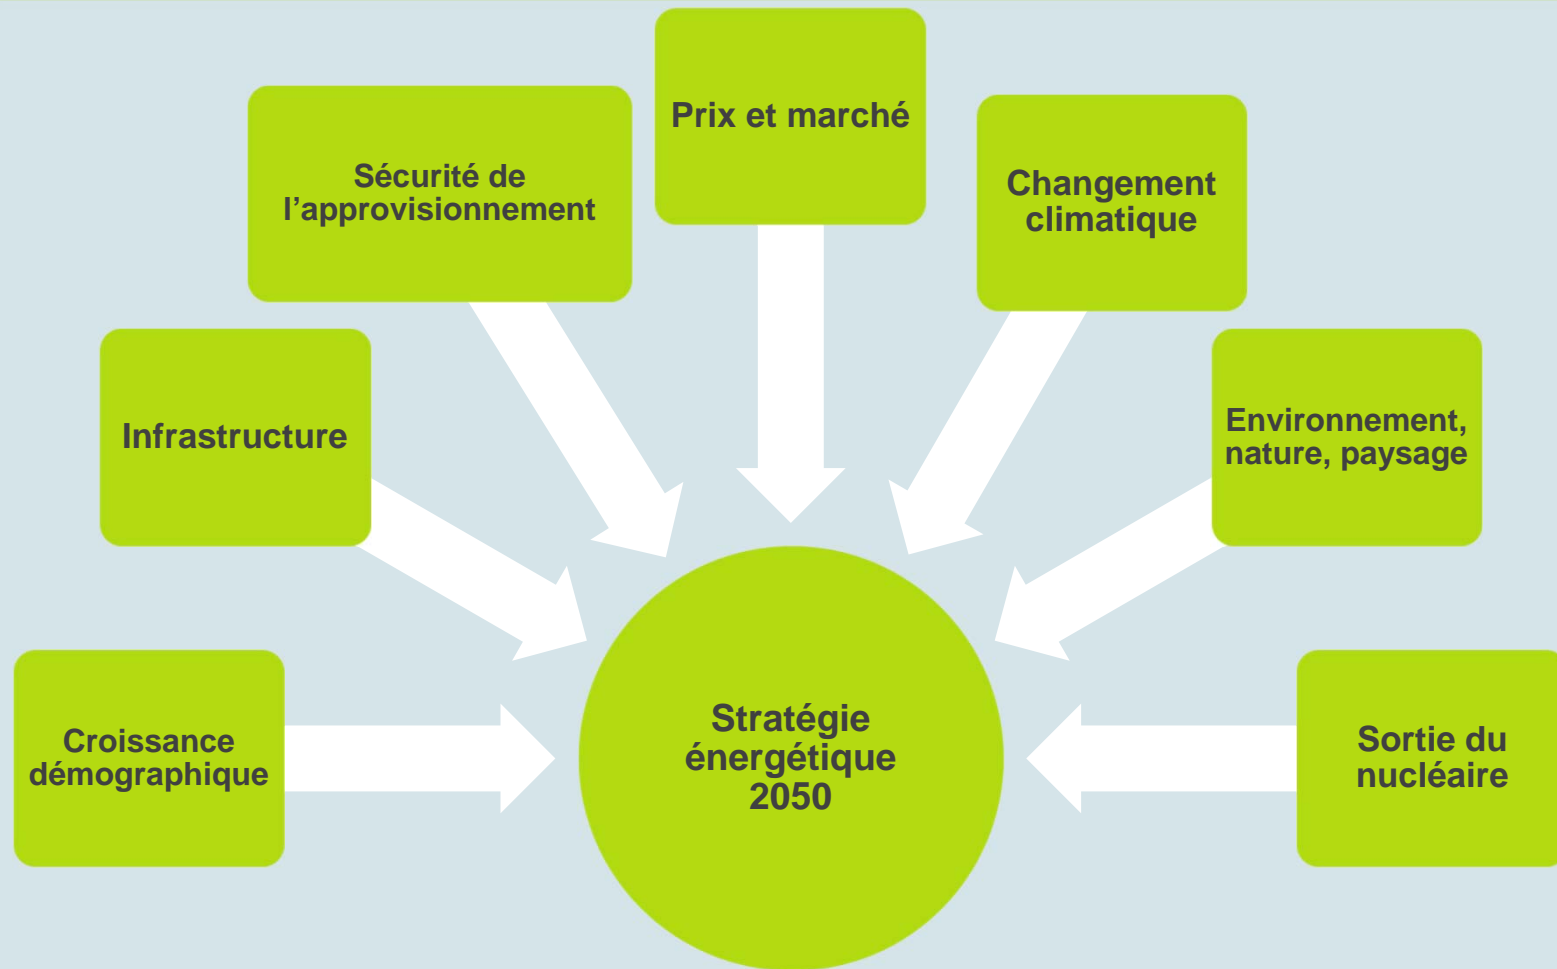 Prix et marché
Sécurité de
l’approvisionnement
Changement
climatique
Infrastructure
Environnement,
nature, paysage
Croissance
démographique
Stratégie
énergétique
2050
Sortie du
nucléaire